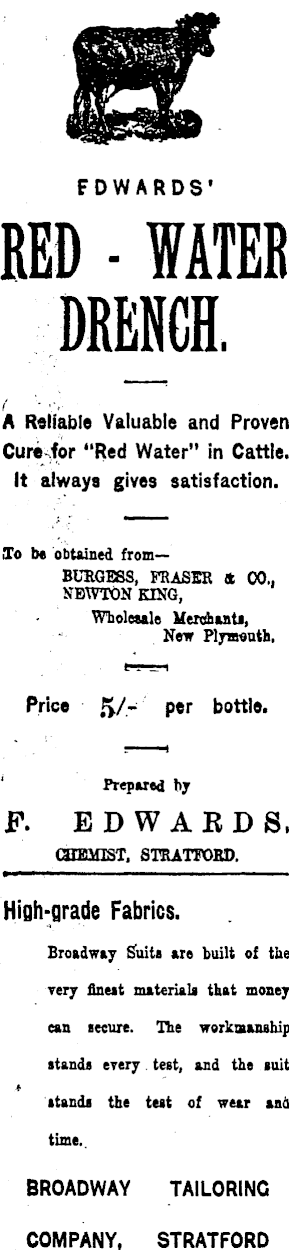 EDWARDS'
RED - WATER
DRENCH.
A Reliable Valuable and Proven
Cure for "Red Water" in Cattle.
It always gives satisfaction.
To be obtained from—
BURGESS, FRASER & CO.,
NEWTON KING,
Wholesale Merchants,
New Plymouth.
Price 5/- per bottle.
Prepared by
F. EDWARDS,
CHEMIST, STRATFORD.
High-grade Fabrics.
Broadway Suits are built of the
very finest materials that money
can secure. The workmanship
stands every test, and the suit
stands the test of wear and
time.
BROADWAY TAILORING
COMPANY, STRATFORD